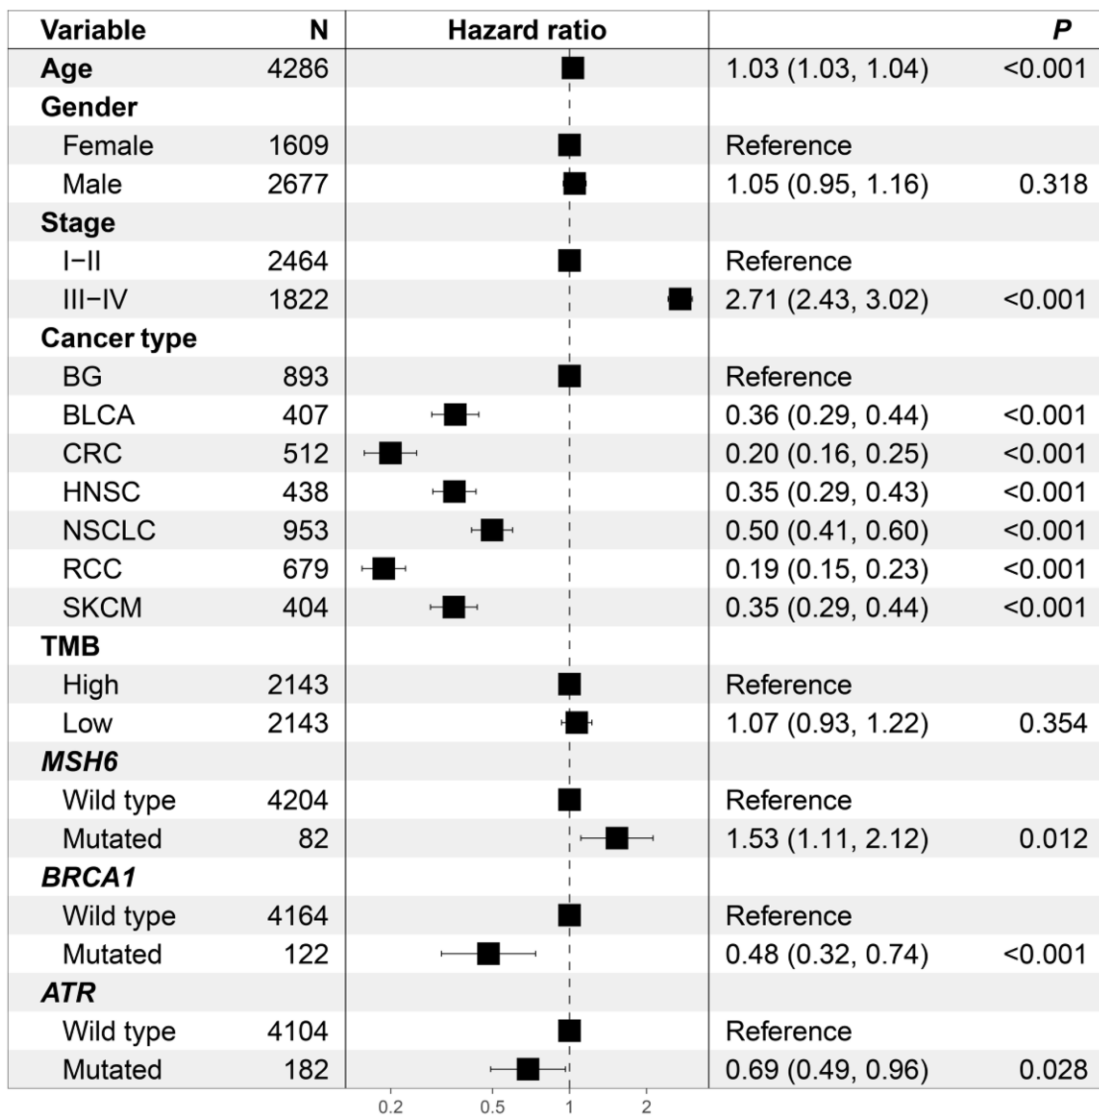 Variable N Hazard ratio P
Age 4286 1.03 (1.03, 1.04) <0.001
Gender
Female 1609 Reference
Male 2677 1.05 (0.95, 1.16) 0.318
Stage
I−II 2464 Reference
III−IV 1822 2.71 (2.43, 3.02) <0.001
Cancer type
BG 893 Reference
BLCA 407 0.36 (0.29, 0.44) <0.001
CRC 512 0.20 (0.16, 0.25) <0.001
HNSC 438 0.35 (0.29, 0.43) <0.001
NSCLC 953 0.50 (0.41, 0.60) <0.001
RCC 679 0.19 (0.15, 0.23) <0.001
SKCM 404 0.35 (0.29, 0.44) <0.001
TMB
High 2143 Reference
Low 2143 1.07 (0.93, 1.22) 0.354
MSH6
Wild type 4204 Reference
Mutated 82 1.53 (1.11, 2.12) 0.012
BRCA1
Wild type 4164 Reference
Mutated 122 0.48 (0.32, 0.74) <0.001
ATR
Wild type 4104 Reference
Mutated 182 0.69 (0.49, 0.96) 0.028
0.2 0.5 1 2